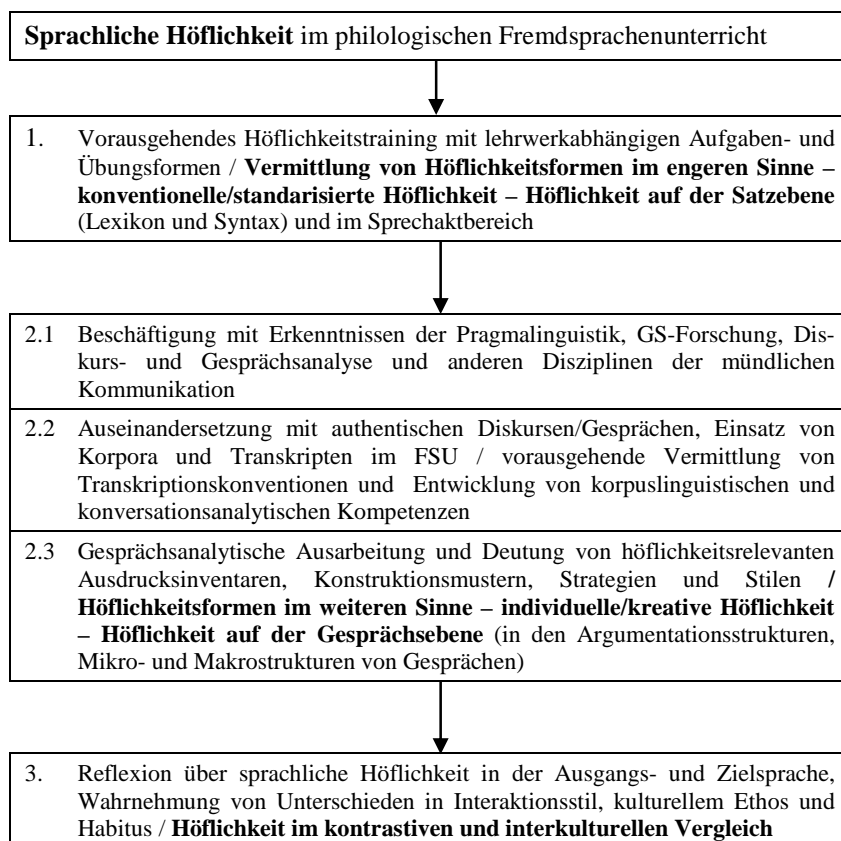 Sprachliche Höflichkeit im philologischen Fremdsprachenunterricht
1. Vorausgehendes Höflichkeitstraining mit lehrwerkabhängigen Aufgaben- und
Übungsformen / Vermittlung von Höflichkeitsformen im engeren Sinne –
konventionelle/standarisierte Höflichkeit – Höflichkeit auf der Satzebene
(Lexikon und Syntax) und im Sprechaktbereich
2.1 Beschäftigung mit Erkenntnissen der Pragmalinguistik, GS-Forschung, Dis-
kurs- und Gesprächsanalyse und anderen Disziplinen der mündlichen
Kommunikation
2.2 Auseinandersetzung mit authentischen Diskursen/Gesprächen, Einsatz von
Korpora und Transkripten im FSU / vorausgehende Vermittlung von
Transkriptionskonventionen und Entwicklung von korpuslinguistischen und
konversationsanalytischen Kompetenzen
2.3 Gesprächsanalytische Ausarbeitung und Deutung von höflichkeitsrelevanten
Ausdrucksinventaren, Konstruktionsmustern, Strategien und Stilen /
Höflichkeitsformen im weiteren Sinne – individuelle/kreative Höflichkeit
– Höflichkeit auf der Gesprächsebene (in den Argumentationsstrukturen,
Mikro- und Makrostrukturen von Gesprächen)
3. Reflexion über sprachliche Höflichkeit in der Ausgangs- und Zielsprache,
Wahrnehmung von Unterschieden in Interaktionsstil, kulturellem Ethos und
Habitus / Höflichkeit im kontrastiven und interkulturellen Vergleich